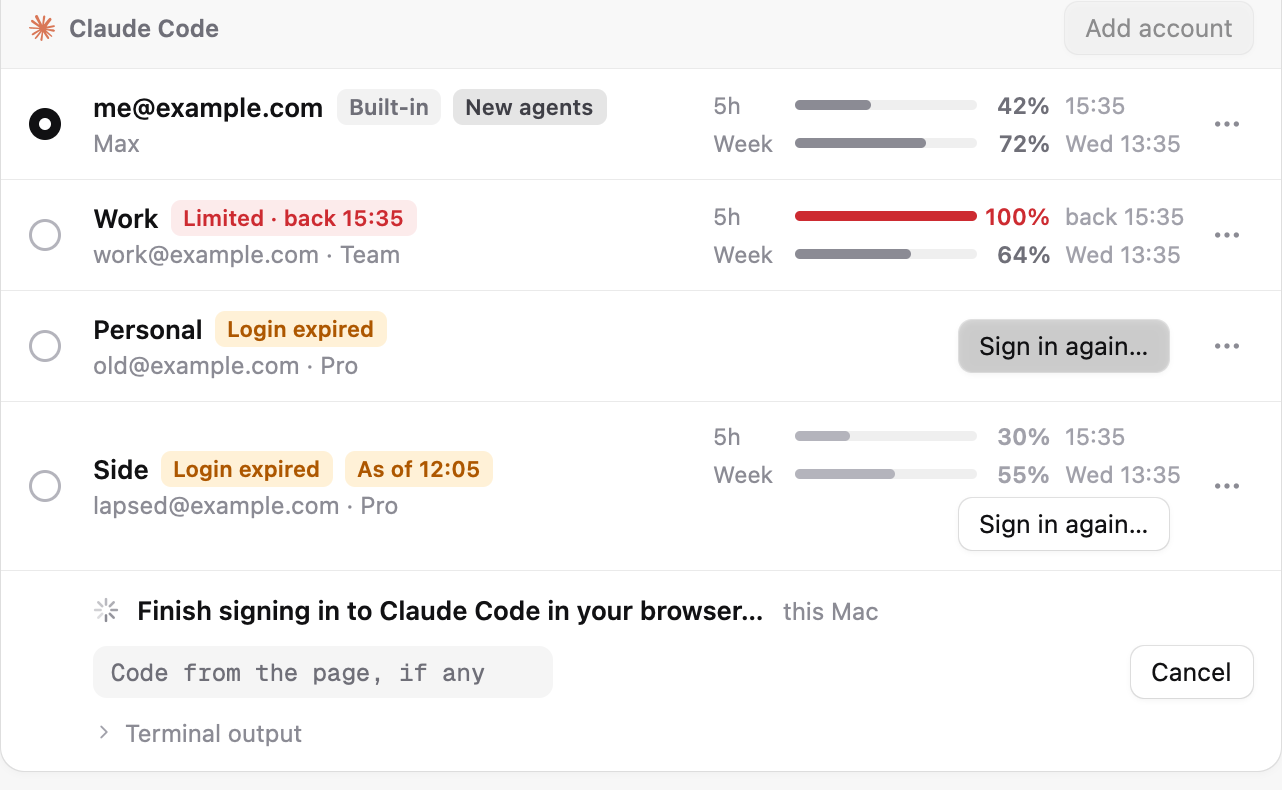 Claude Code
Add account
me@example.com Built-in New agents
Max
5h 42% 15:35
Week 72% Wed 13:35
Work Limited · back 15:35
work@example.com · Team
5h 100% back 15:35
Week 64% Wed 13:35
Personal Login expired
old@example.com · Pro
Sign in again...
Side Login expired As of 12:05
lapsed@example.com · Pro
5h 30% 15:35
Week 55% Wed 13:35
Sign in again...
Finish signing in to Claude Code in your browser... this Mac
Code from the page, if any
Cancel
Terminal output